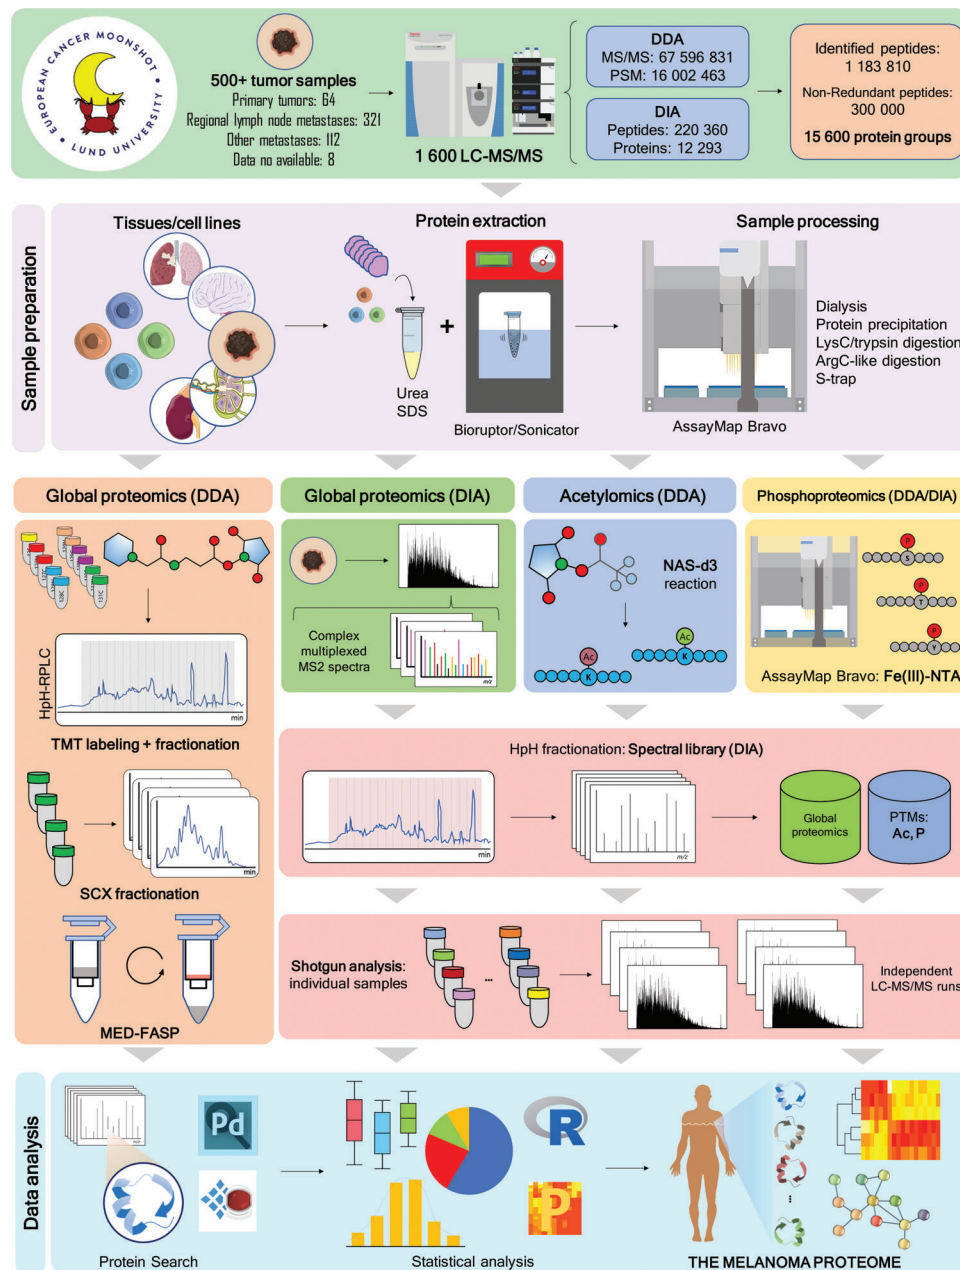 EUROPEAN CANCER MOONSHOT
LUND UNIVERSITY
500+ tumor samples
Primary tumors: 64
Regional lymph node metastases: 321
Other metastases: 112
Data no available: 8
1 600 LC-MS/MS
DDA
MS/MS: 67 596 831
PSM: 16 002 463
DIA
Peptides: 220 360
Proteins: 12 293
Identified peptides:
1 183 810
Non-Redundant peptides:
300 000
15 600 protein groups
Sample preparation
Tissues/cell lines
Protein extraction
Sample processing
Urea
SDS
Bioruptor/Sonicator
AssayMap Bravo
Dialysis
Protein precipitation
LysC/trypsin digestion
ArgC-like digestion
S-trap
Global proteomics (DDA)
Global proteomics (DIA)
Acetylomics (DDA)
Phosphoproteomics (DDA/DIA)
128C
131C
HpH-RPLC
min
TMT labeling + fractionation
SCX fractionation
min
MED-FASP
Complex
multiplexed
MS2 spectra
m/z
NAS-d3
reaction
Ac
K
Ac
K
P
S
P
T
P
Y
AssayMap Bravo: Fe(III)-NTA
HpH fractionation: Spectral library (DIA)
min
m/z
Global
proteomics
PTMs:
Ac, P
Shotgun analysis:
individual samples
...
Independent
LC-MS/MS runs
Data analysis
Pd
Protein Search
R
P
Statistical analysis
...
THE MELANOMA PROTEOME